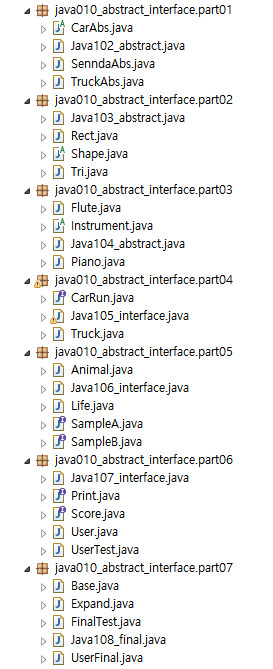 java010_abstract_interface.part01
CarAbs.java
Java102_abstract.java
SenndaAbs.java
TruckAbs.java
java010_abstract_interface.part02
Java103_abstract.java
Rect.java
Shape.java
Tri.java
java010_abstract_interface.part03
Flute.java
Instrument.java
Java104_abstract.java
Piano.java
java010_abstract_interface.part04
CarRun.java
Java105_interface.java
Truck.java
java010_abstract_interface.part05
Animal.java
Java106_interface.java
Life.java
SampleA.java
SampleB.java
java010_abstract_interface.part06
Java107_interface.java
Print.java
Score.java
User.java
UserTest.java
java010_abstract_interface.part07
Base.java
Expand.java
FinalTest.java
Java108_final.java
UserFinal.java